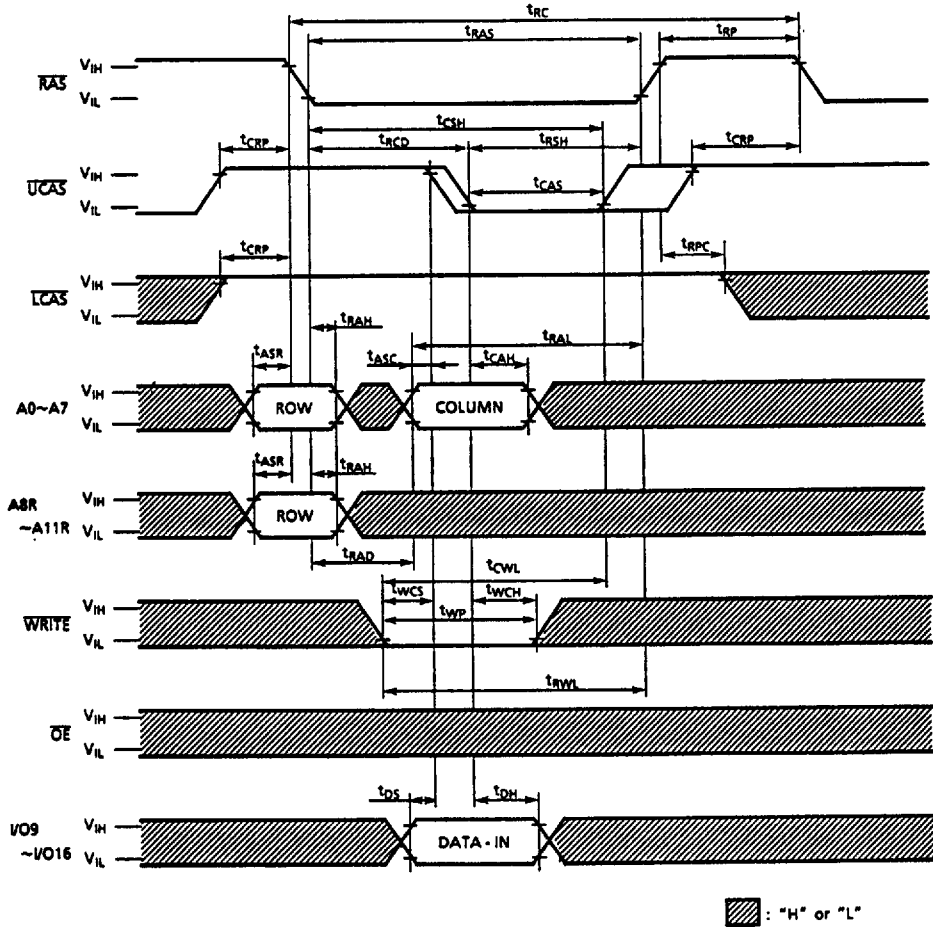 tRC
tRAS
tRP
RAS
VIH
VIL
tCSH
tCRP
tRCD
tRSH
tCRP
UCAS
VIH
VIL
tCAS
tCRP
tRPC
LCAS
VIH
VIL
tRAH
tRAL
tASR
tASC
tCAH
A0~A7
VIH
VIL
ROW
COLUMN
tASR
tRAH
A8R
~A11R
VIH
VIL
ROW
tRAD
tCWL
tWCS
tWCH
tWP
WRITE
VIH
VIL
tRWL
OE
VIH
VIL
tDS
tDH
I/O9
~I/O16
VIH
VIL
DATA - IN
: "H" or "L"